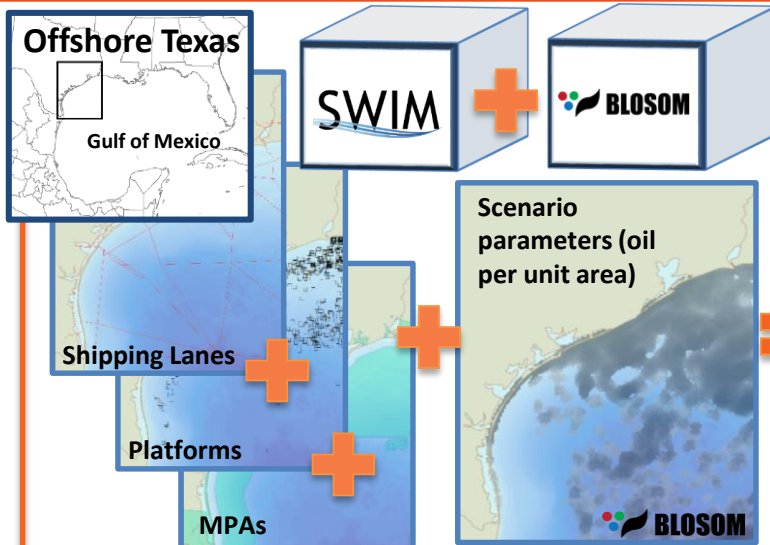 Offshore Texas
Gulf of Mexico
SWIM
BLOSOM
Shipping Lanes
Platforms
MPAs
Scenario
parameters (oil
per unit area)
BLOSOM